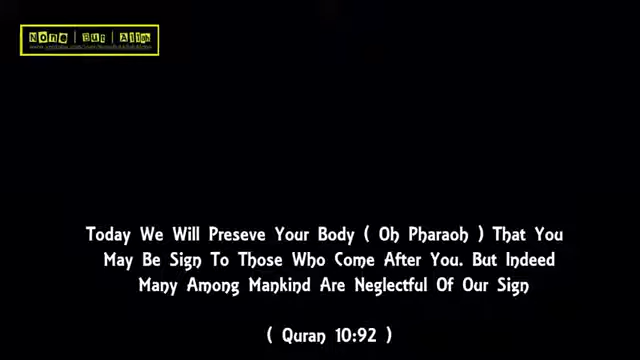 None | But | Allah
Today We Will Preseve Your Body ( Oh Pharaoh ) That You
May Be Sign To Those Who Come After You. But Indeed
Many Among Mankind Are Neglectful Of Our Sign
( Quran 10:92 )